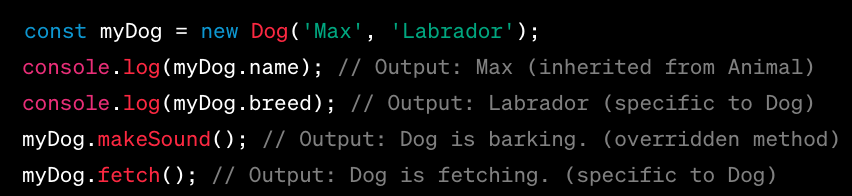 const myDog = new Dog('Max', 'Labrador');
console.log(myDog.name); // Output: Max (inherited from Animal)
console.log(myDog.breed); // Output: Labrador (specific to Dog)
myDog.makeSound(); // Output: Dog is barking. (overridden method)
myDog.fetch(); // Output: Dog is fetching. (specific to Dog)